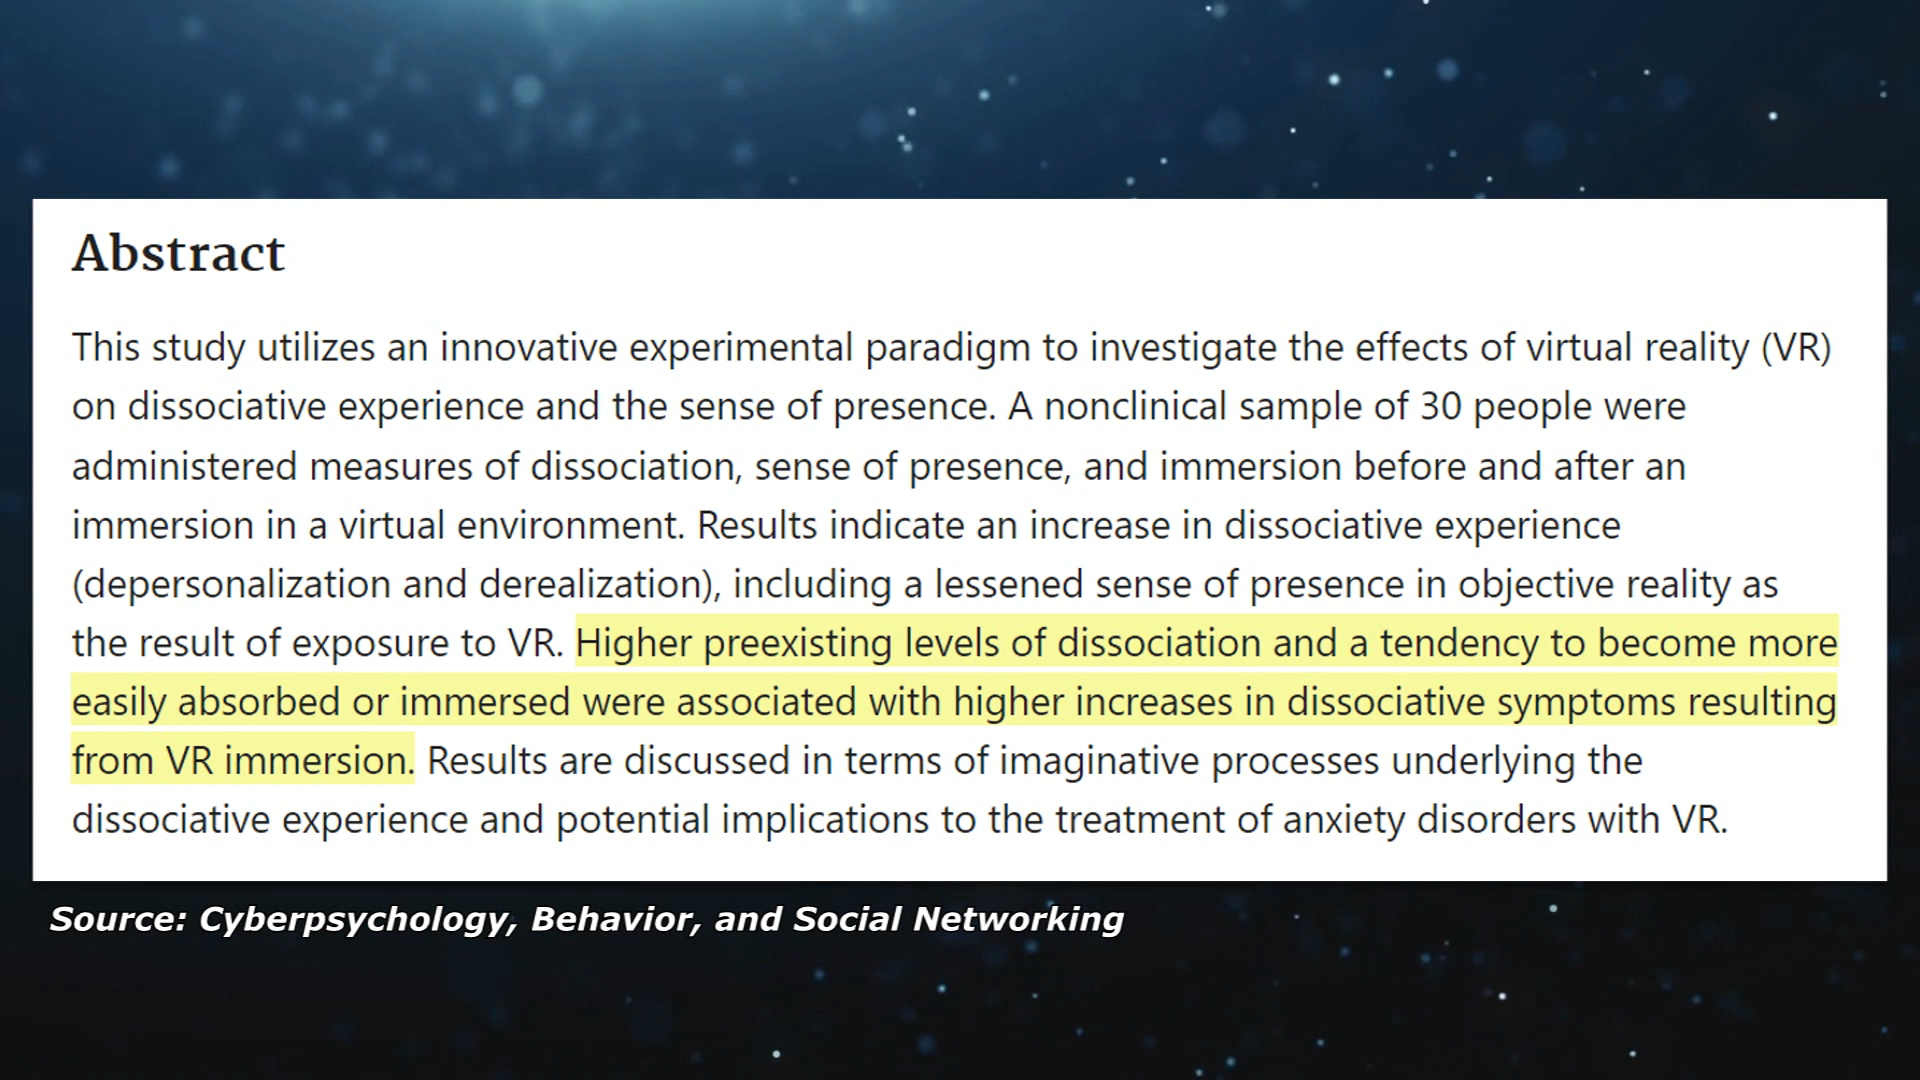 Abstract
This study utilizes an innovative experimental paradigm to investigate the effects of virtual reality (VR)
on dissociative experience and the sense of presence. A nonclinical sample of 30 people were
administered measures of dissociation, sense of presence, and immersion before and after an
immersion in a virtual environment. Results indicate an increase in dissociative experience
(depersonalization and derealization), including a lessened sense of presence in objective reality as
the result of exposure to VR. Higher preexisting levels of dissociation and a tendency to become more
easily absorbed or immersed were associated with higher increases in dissociative symptoms resulting
from VR immersion. Results are discussed in terms of imaginative processes underlying the
dissociative experience and potential implications to the treatment of anxiety disorders with VR.
Source: Cyberpsychology, Behavior, and Social Networking